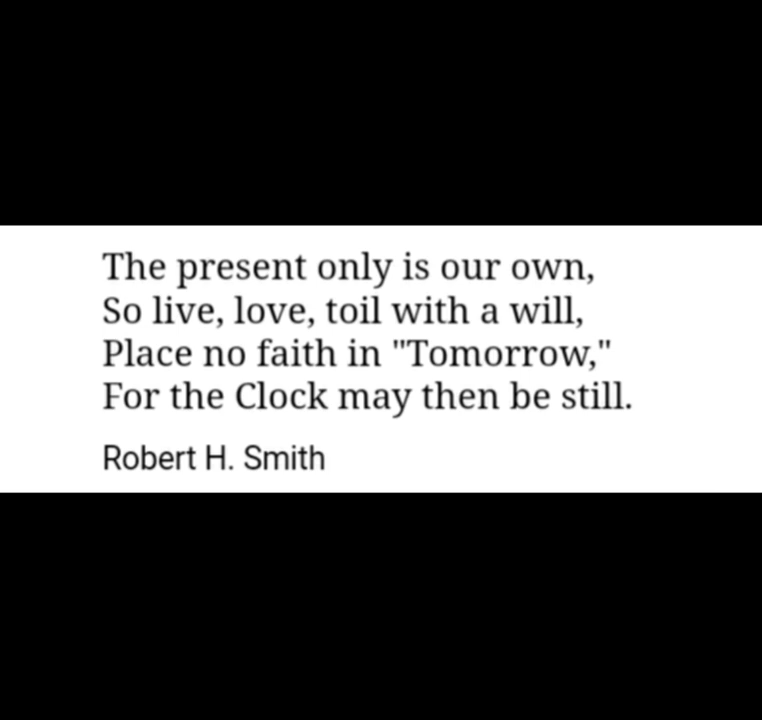 The present only is our own,
So live, love, toil with a will,
Place no faith in "Tomorrow,"
For the Clock may then be still.
Robert H. Smith